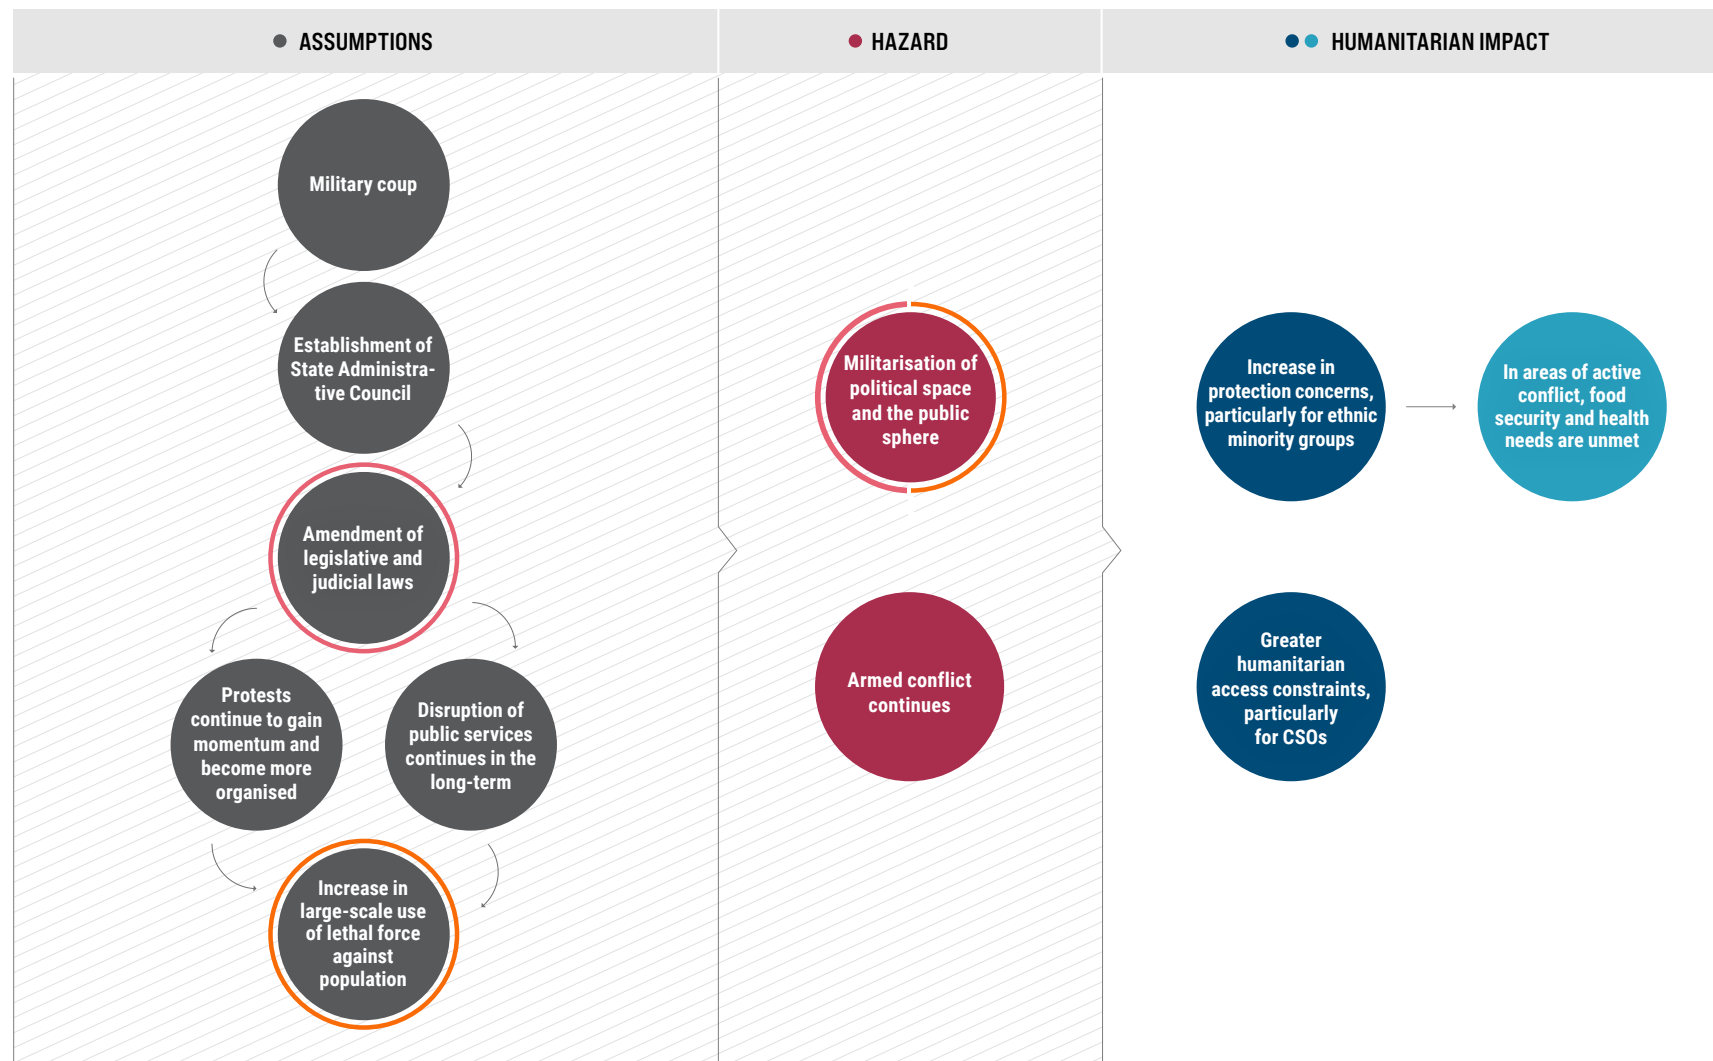 ASSUMPTIONS
HAZARD
HUMANITARIAN IMPACT
Military coup
Establishment of
State Administra-
tive Council
Amendment of
legislative and
judicial laws
Protests
continue to gain
momentum and
become more
organised
Disruption of
public services
continues in the
long-term
Increase in
large-scale use
of lethal force
against
population
Militarisation of
political space
and the public
sphere
Armed conflict
continues
Increase in
protection concerns,
particularly for ethnic
minority groups
In areas of active
conflict, food
security and health
needs are unmet
Greater
humanitarian
access constraints,
particularly
for CSOs